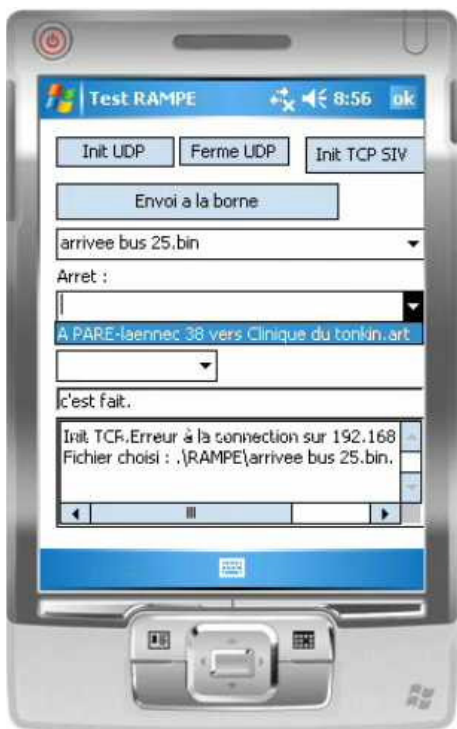 Test RAMPE 8:56 ok
Init UDP Ferme UDP Init TCP SIV
Envoi a la borne
arrivee bus 25.bin
Arret :
A PARE-laennec 38 vers Clinique du tonkin.art
c'est fait.
Init TCP.Erreur à la connection sur 192.168
Fichier choisi : .\RAMPE\arrivee bus 25.bin.